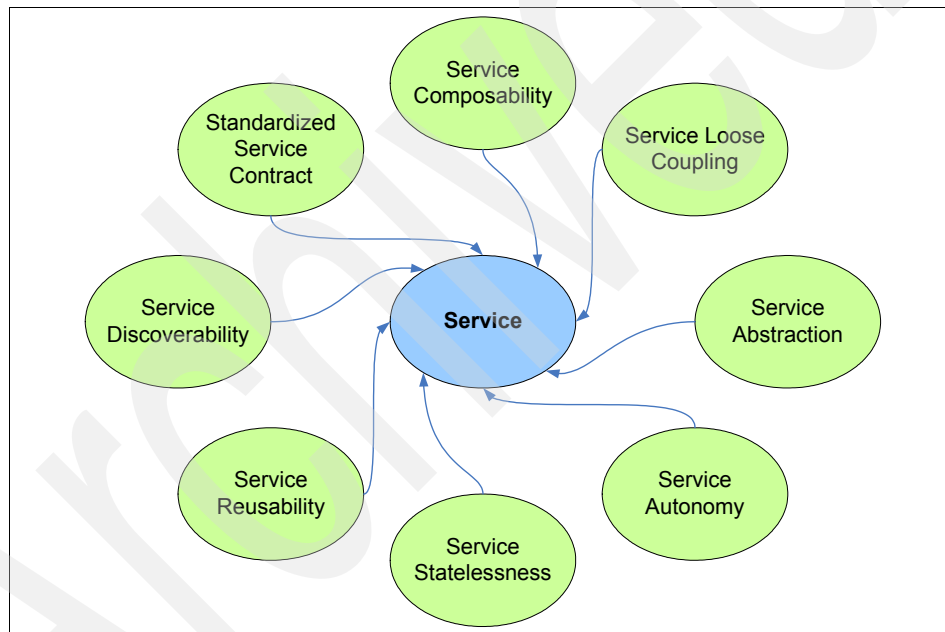 Service
Composability
Standardized
Service
Contract
Service Loose
Coupling
Service
Discoverability
Service
Service
Abstraction
Service
Reusability
Service
Autonomy
Service
Statelessness
Archived